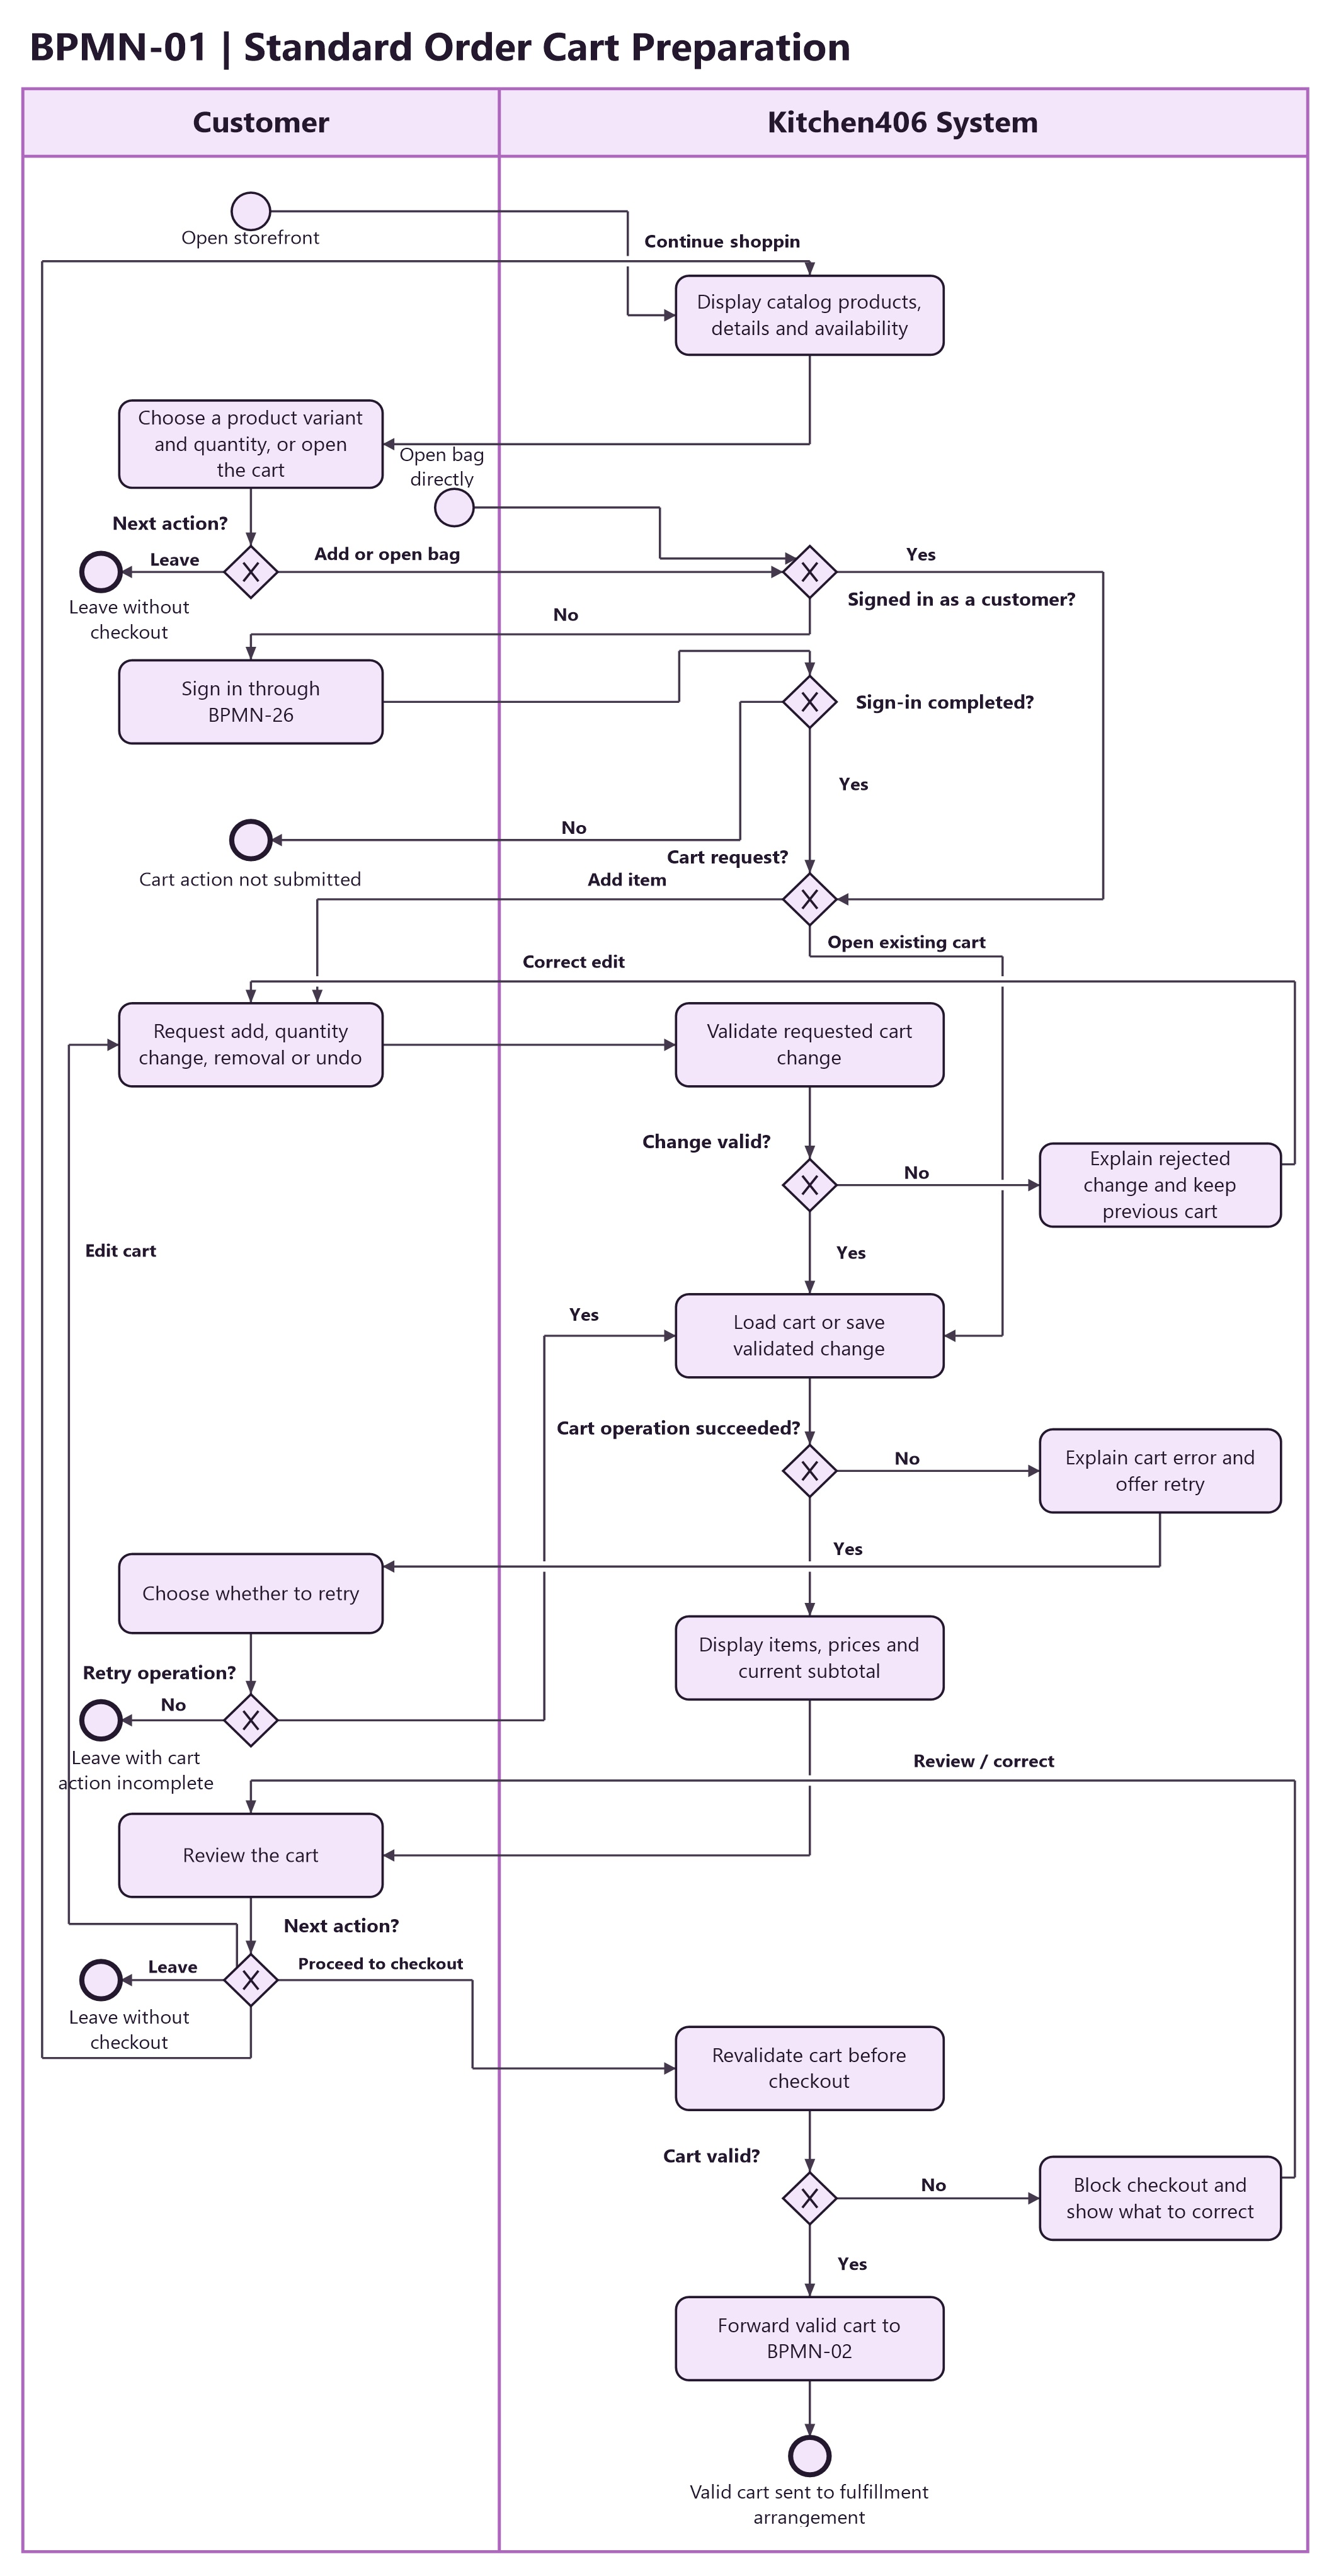 BPMN-01 | Standard Order Cart Preparation
Customer
Kitchen406 System
Open storefront
Continue shoppin
Display catalog products,
details and availability
Choose a product variant
and quantity, or open
the cart
Open bag
directly
Next action?
Leave
Add or open bag
Yes
Leave without
checkout
Signed in as a customer?
No
Sign in through
BPMN-26
Sign-in completed?
Yes
No
Cart action not submitted
Cart request?
Add item
Open existing cart
Correct edit
Request add, quantity
change, removal or undo
Validate requested cart
change
Change valid?
No
Explain rejected
change and keep
previous cart
Edit cart
Yes
Yes
Load cart or save
validated change
Cart operation succeeded?
No
Explain cart error and
offer retry
Yes
Choose whether to retry
Display items, prices and
current subtotal
Retry operation?
No
Leave with cart
action incomplete
Review / correct
Review the cart
Next action?
Leave
Proceed to checkout
Leave without
checkout
Revalidate cart before
checkout
Cart valid?
No
Block checkout and
show what to correct
Yes
Forward valid cart to
BPMN-02
Valid cart sent to fulfillment
arrangement